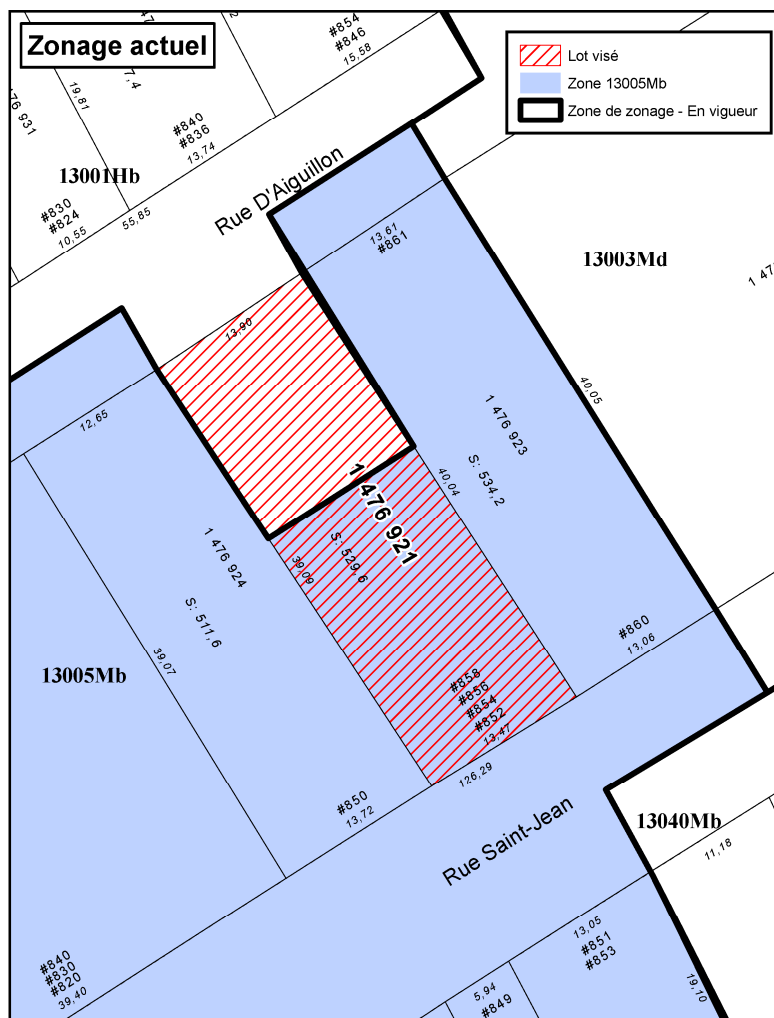 Zonage actuel
Lot visé
Zone 13005Mb
Zone de zonage - En vigueur
#854
#846
15,58
19,81
7,4
#840
#836
13,74
13001Hb
#830
#824
10,55
55,85
Rue D'Aiguillon
13,61
#861
13003Md
13,90
12,65
40,05
1 476 923
S: 534,2
40,04
1 476 921
S: 529,6
39,09
1 476 924
S: 511,6
39,07
13005Mb
#860
13,06
#858
#856
#854
#852
13,47
126,29
#850
13,72
Rue Saint-Jean
13040Mb
11,18
13,05
#851
#853
19,10
5,94
#849
#840
#830
#820
39,40